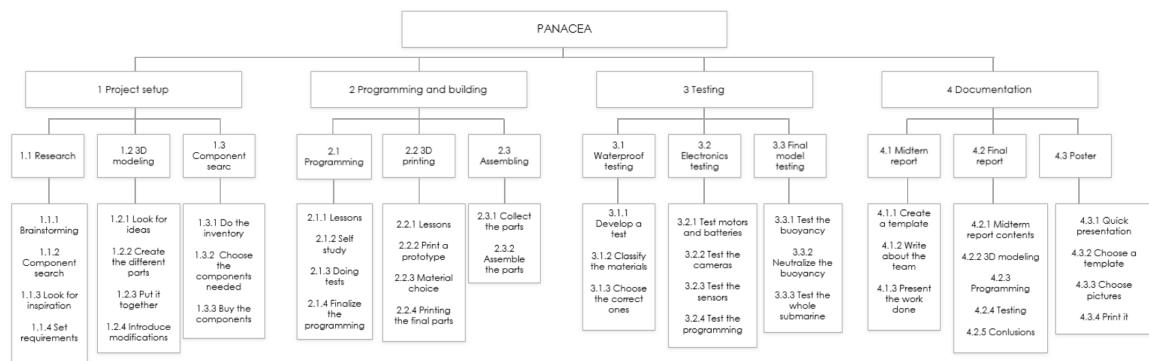 PANACEA
1 Project setup
2 Programming and building
3 Testing
4 Documentation
1.1 Research
1.2 3D
modeling
1.3
Component
searc
2.1
Programming
2.2 3D
printing
2.3
Assembling
3.1
Waterproof
testing
3.2
Electronics
testing
3.3 Final
model
testing
4.1 Midtern
report
4.2 Final
report
4.3 Poster
1.1.1
Brainstorming
1.1.2
Component
search
1.1.3 Look for
inspiration
1.1.4 Set
requirements
1.2.1 Look for
ideas
1.2.2 Create
the different
parts
1.2.3 Put it
together
1.2.4 Introduce
modifications
1.3.1 Do the
inventory
1.3.2 Choose
the
components
needed
1.3.3 Buy the
components
2.1.1 Lessons
2.1.2 Self
study
2.1.3 Doing
tests
2.1.4 Finalize
the
programming
2.2.1 Lessons
2.2.2 Print a
prototype
2.2.3 Material
choice
2.2.4 Printing
the final parts
2.3.1 Collect
the parts
2.3.2
Assemble
the parts
3.1.1
Develop a
test
3.1.2 Classify
the materials
3.1.3 Choose
the correct
ones
3.2.1 Test motors
and batteries
3.2.2 Test the
cameras
3.2.3 Test the
sensors
3.2.4 Test the
programming
3.3.1 Test the
buoyancy
3.3.2
Neutralize the
buoyancy
3.3.3 Test the
whole
submarine
4.1.1 Create
a template
4.1.2 Write
about the
team
4.1.3 Present
the work
done
4.2.1 Midterm
report contents
4.2.2 3D modeling
4.2.3
Programming
4.2.4 Testing
4.2.5 Conlusions
4.3.1 Quick
presentation
4.3.2 Choose a
template
4.3.3 Choose
pictures
4.3.4 Print it